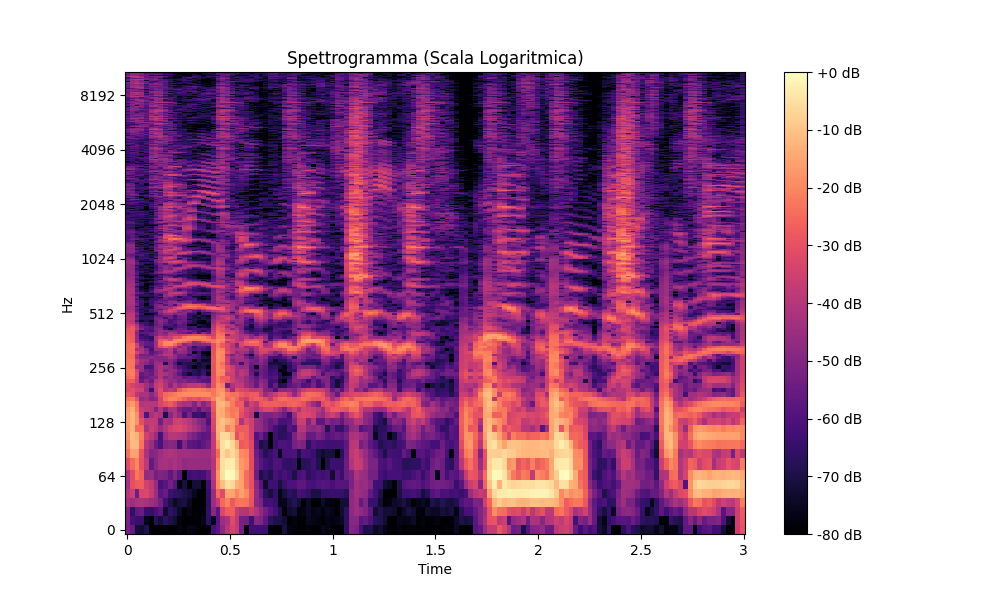 Spettrogramma (Scala Logaritmica)
8192
4096
2048
1024
512
256
128
64
0
Hz
0
0.5
1
1.5
2
2.5
3
Time
+0 dB
-10 dB
-20 dB
-30 dB
-40 dB
-50 dB
-60 dB
-70 dB
-80 dB